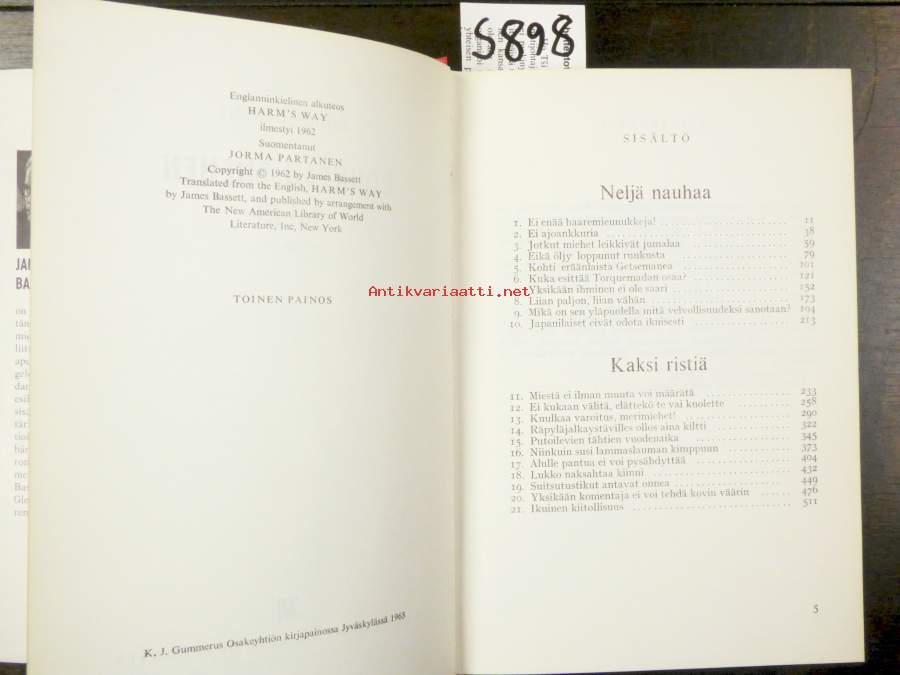 S898
Englanninkielinen alkuteos
HARM'S WAY
ilmestyi 1962
Suomentanut
JORMA PARTANEN
Copyright © 1962 by James Bassett
Translated from the English, HARM'S WAY
by James Bassett, and published by arrangement with
The New American Library of World
Literature, Inc, New York
TOINEN PAINOS
K. J. Gummerus Osakeyhtiön kirjapainossa Jyväskylässä 1965
Antikvariaatti.net
SISÄLTÖ
Neljä nauhaa
1. Ei enää haaremieunukkeja! 11
2. Ei ajoankkuria 38
3. Jotkut miehet leikkivät jumalaa 59
4. Eikä öljy loppunut ruukusta 79
5. Kohti eräänlaista Getsemanea 101
6. Kuka esittää Torquemadan osaa? 121
7. Yksikään ihminen ei ole saari 152
8. Liian paljon, liian vähän 173
9. Mikä on sen yläpuolella mitä velvollisuudeksi sanotaan? 194
10. Japanilaiset eivät odota ikuisesti 213
Kaksi ristiä
11. Miestä ei ilman muuta voi määrätä 233
12. Ei kukaan välitä, elättekö te vai kuolette 258
13. Kuulkaa varoitus, merimiehet! 290
14. Räpyläjalkaystävilles ollos aina kiltti 322
15. Putoilevien tähtien vuodenaika 345
16. Niinkuin susi lammaslauman kimppuun 373
17. Alulle pantua ei voi pysähdyttää 404
18. Lukko naksahtaa kiinni 432
19. Suitsutustikut antavat onnea 449
20. Yksikään komentaja ei voi tehdä kovin väärin 476
21. Ikuinen kiitollisuus 511
5